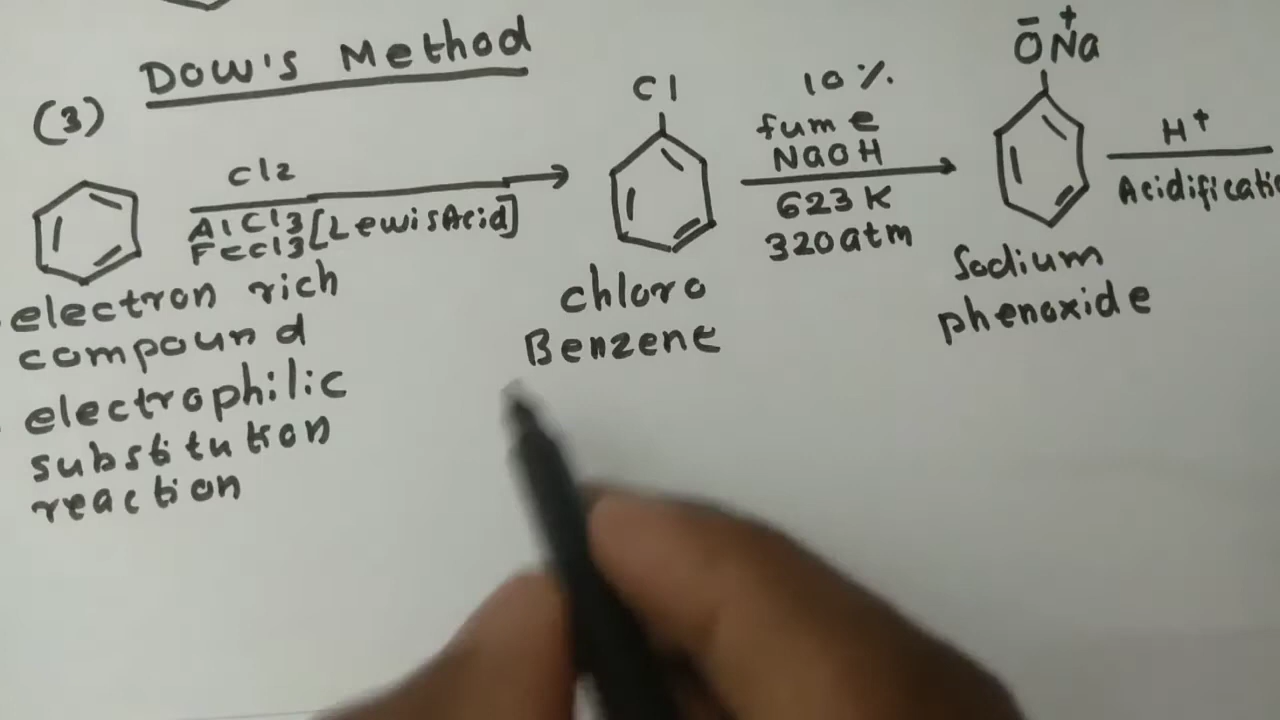 Dow's Method
(3)
Cl2
AlCl3 [Lewis Acid]
FeCl3
electron rich
compound
electrophilic
substitution
reaction
Cl
chloro
Benzene
10%
fume
NaOH
623 K
320 atm
O⁻ Na⁺
Sodium
phenoxide
H⁺